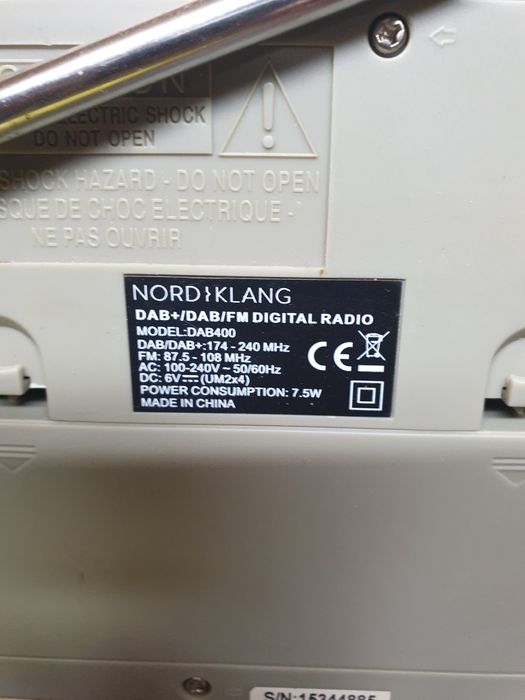 ELECTRIC SHOCK
DO NOT OPEN
SHOCK HAZARD - DO NOT OPEN
DE CHOC ELECTRIQUE -
NE PAS OUVRIR
NORDKLANG
DAB+/DAB/FM DIGITAL RADIO
MODEL:DAB400
DAB/DAB+:174 - 240 MHz
FM: 87.5 - 108 MHz
AC: 100-240V ~ 50/60Hz
DC: 6V⎓(UM2x4)
POWER CONSUMPTION: 7.5W
MADE IN CHINA
CE
S/N:15344885